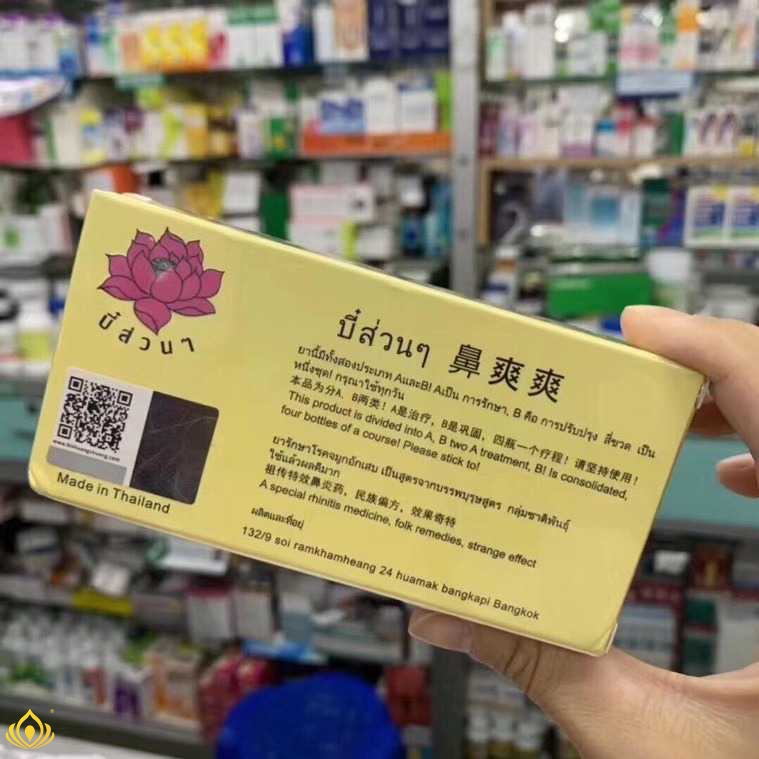 บี๋ส่วนๆ
www.bishuangshuang.com
Made in Thailand
บี๋ส่วนๆ 鼻爽爽
ยานี้มีทั้งสองประเภท AและB! Aเป็น การรักษา, B คือ การปรับปรุง สี่ขวด เป็น
หนึ่งชุด! กรุณาใช้ทุกวัน
本品为分A. B两类! A是治疗, B是巩固, 四瓶一个疗程! 请坚持使用!
This product is divided into A, B two A treatment, B! Is consolidated,
four bottles of a course! Please stick to!
ยารักษาโรคจมูกอักเสบ เป็นสูตรจากบรรพบุรุษสูตร กลุ่มชาติพันธุ์
ใช้แล้วผลดีมาก
祖传特效鼻炎药, 民族偏方, 效果奇特
A special rhinitis medicine, folk remedies, strange effect
ผลิตและที่อยู่
132/9 soi ramkhamheang 24 huamak bangkapi Bangkok